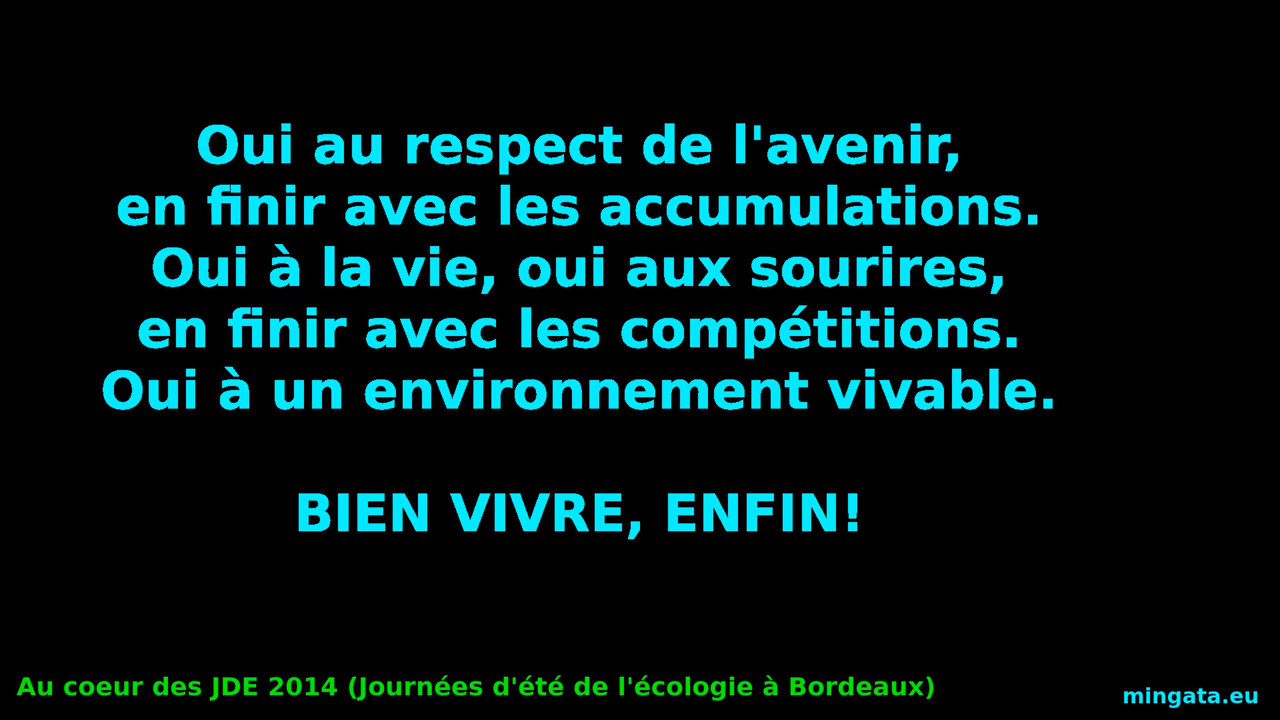 Oui au respect de l'avenir,
en finir avec les accumulations.
Oui à la vie, oui aux sourires,
en finir avec les compétitions.
Oui à un environnement vivable.
BIEN VIVRE, ENFIN!
Au coeur des JDE 2014 (Journées d'été de l'écologie à Bordeaux)
mingata.eu